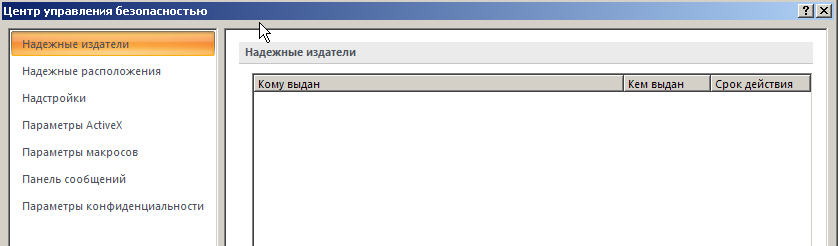 Центр управления безопасностью
Надежные издатели
Надежные расположения
Надстройки
Параметры ActiveX
Параметры макросов
Панель сообщений
Параметры конфиденциальности
Надежные издатели
Кому выдан Кем выдан Срок действия